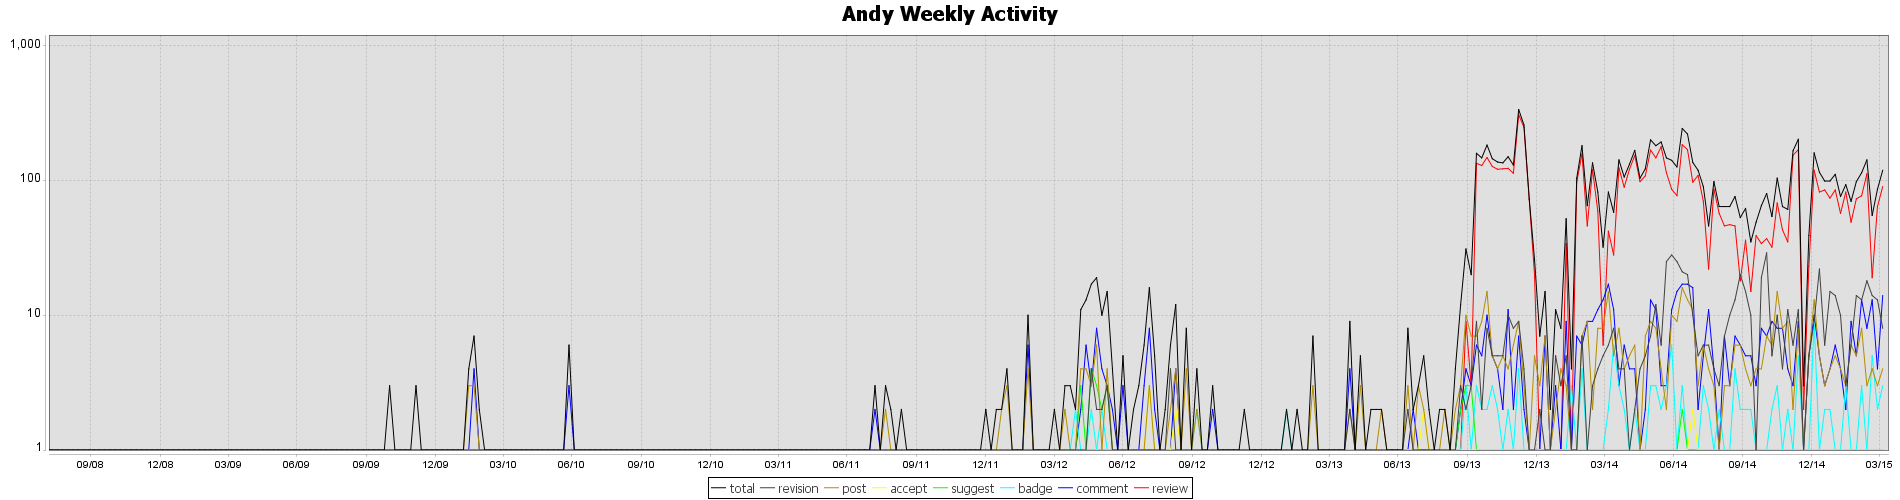 Andy Weekly Activity
1,000
100
10
1
09/08 12/08 03/09 06/09 09/09 12/09 03/10 06/10 09/10 12/10 03/11 06/11 09/11 12/11 03/12 06/12 09/12 12/12 03/13 06/13 09/13 12/13 03/14 06/14 09/14 12/14 03/15
total revision post accept suggest badge comment review